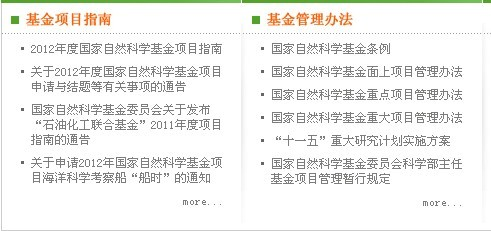 基金项目指南
2012年度国家自然科学基金项目指南
关于2012年度国家自然科学基金项目
申请与结题等有关事项的通告
国家自然科学基金委员会关于发布
“石油化工联合基金”2011年度项目
指南的通告
关于申请2012年国家自然科学基金项
目海洋科学考察船“船时”的通知
more...
基金管理办法
国家自然科学基金条例
国家自然科学基金面上项目管理办法
国家自然科学基金重点项目管理办法
国家自然科学基金重大项目管理办法
“十一五”重大研究计划实施方案
国家自然科学基金委员会科学部主任
基金项目管理暂行规定
more...